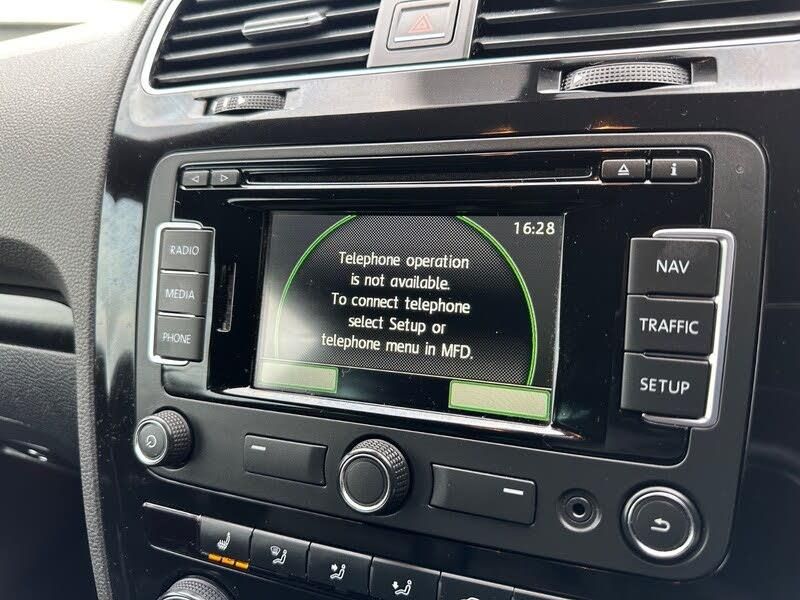 16:28
Telephone operation
is not available.
To connect telephone
select Setup or
telephone menu in MFD.
RADIO
MEDIA
PHONE
NAV
TRAFFIC
SETUP
i